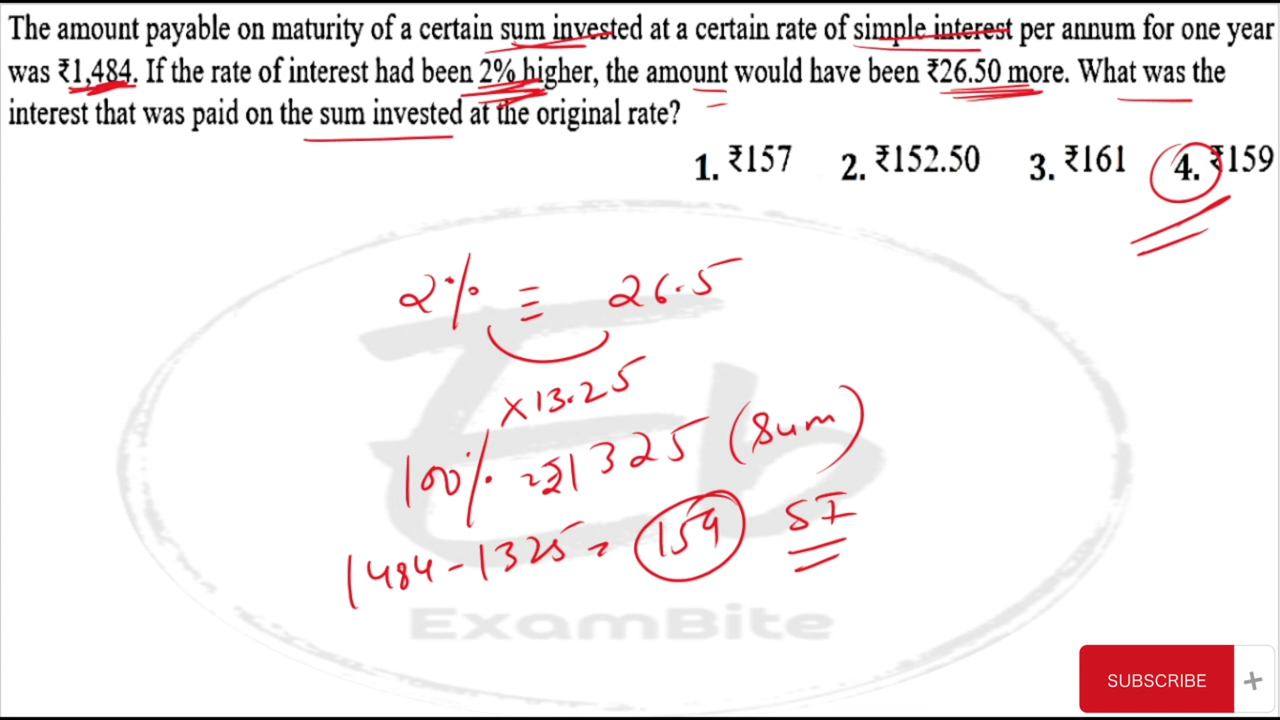 The amount payable on maturity of a certain sum invested at a certain rate of simple interest per annum for one year
was ₹1,484. If the rate of interest had been 2% higher, the amount would have been ₹26.50 more. What was the
interest that was paid on the sum invested at the original rate?
1. ₹157 2. ₹152.50 3. ₹161 4. ₹159
2% ≡ 26.5
×13.25
100% = ₹1325 (Sum)
1484 - 1325 = 159 SI
Eb
ExamBite
SUBSCRIBE +